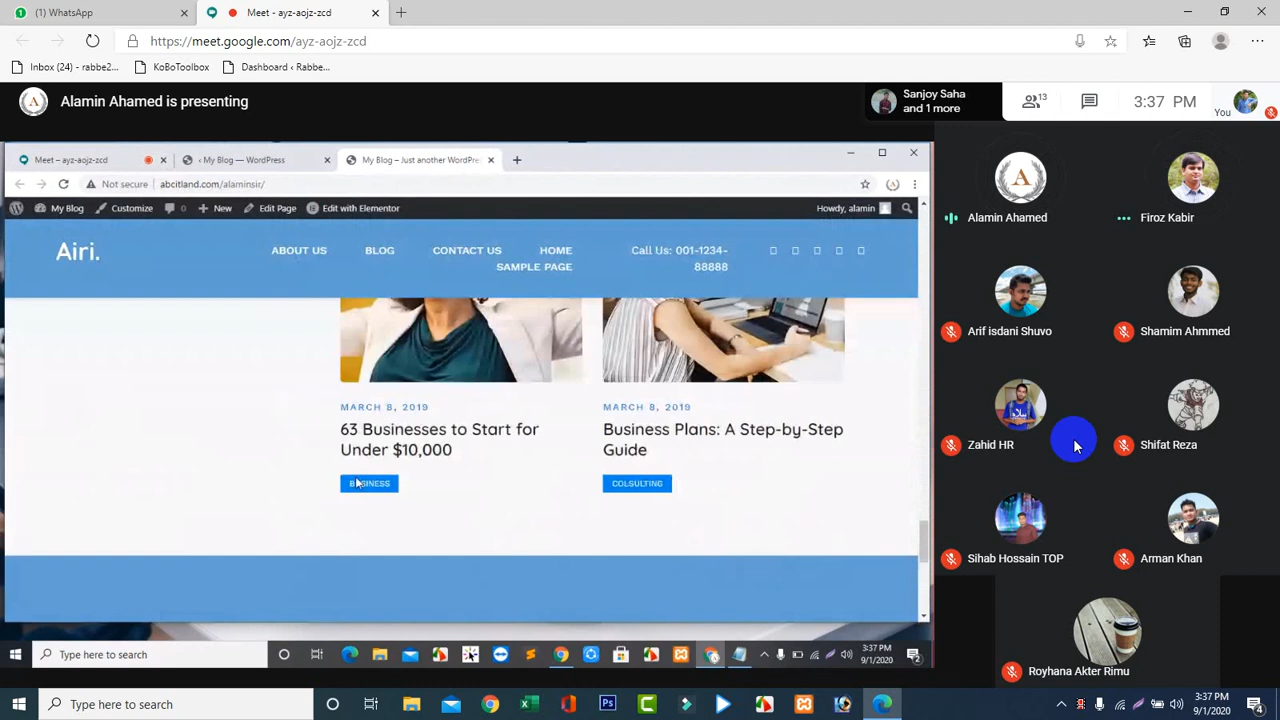 (1) WhatsApp
Meet - ayz-aojz-zcd
https://meet.google.com/ayz-aojz-zcd
Inbox (24) - rabbe2...
KoBoToolbox
Dashboard ‹ Rabbe...
Alamin Ahamed is presenting
Sanjoy Saha
and 1 more
13
3:37 PM
You
Meet – ayz-aojz-zcd
‹ My Blog — WordPress
My Blog – Just another WordPre
Not secure
abcitland.com/alaminsir/
My Blog
Customize
0
New
Edit Page
Edit with Elementor
Howdy, alamin
Airi.
ABOUT US
BLOG
CONTACT US
HOME
SAMPLE PAGE
Call Us: 001-1234-
88888
MARCH 8, 2019
63 Businesses to Start for
Under $10,000
BUSINESS
MARCH 8, 2019
Business Plans: A Step-by-Step
Guide
COLSULTING
Type here to search
3:37 PM
9/1/2020
2
A
Alamin Ahamed
Firoz Kabir
Arif isdani Shuvo
Shamim Ahmmed
Zahid HR
Shifat Reza
Sihab Hossain TOP
Arman Khan
Royhana Akter Rimu
Type here to search
Ps
3:37 PM
9/1/2020
4